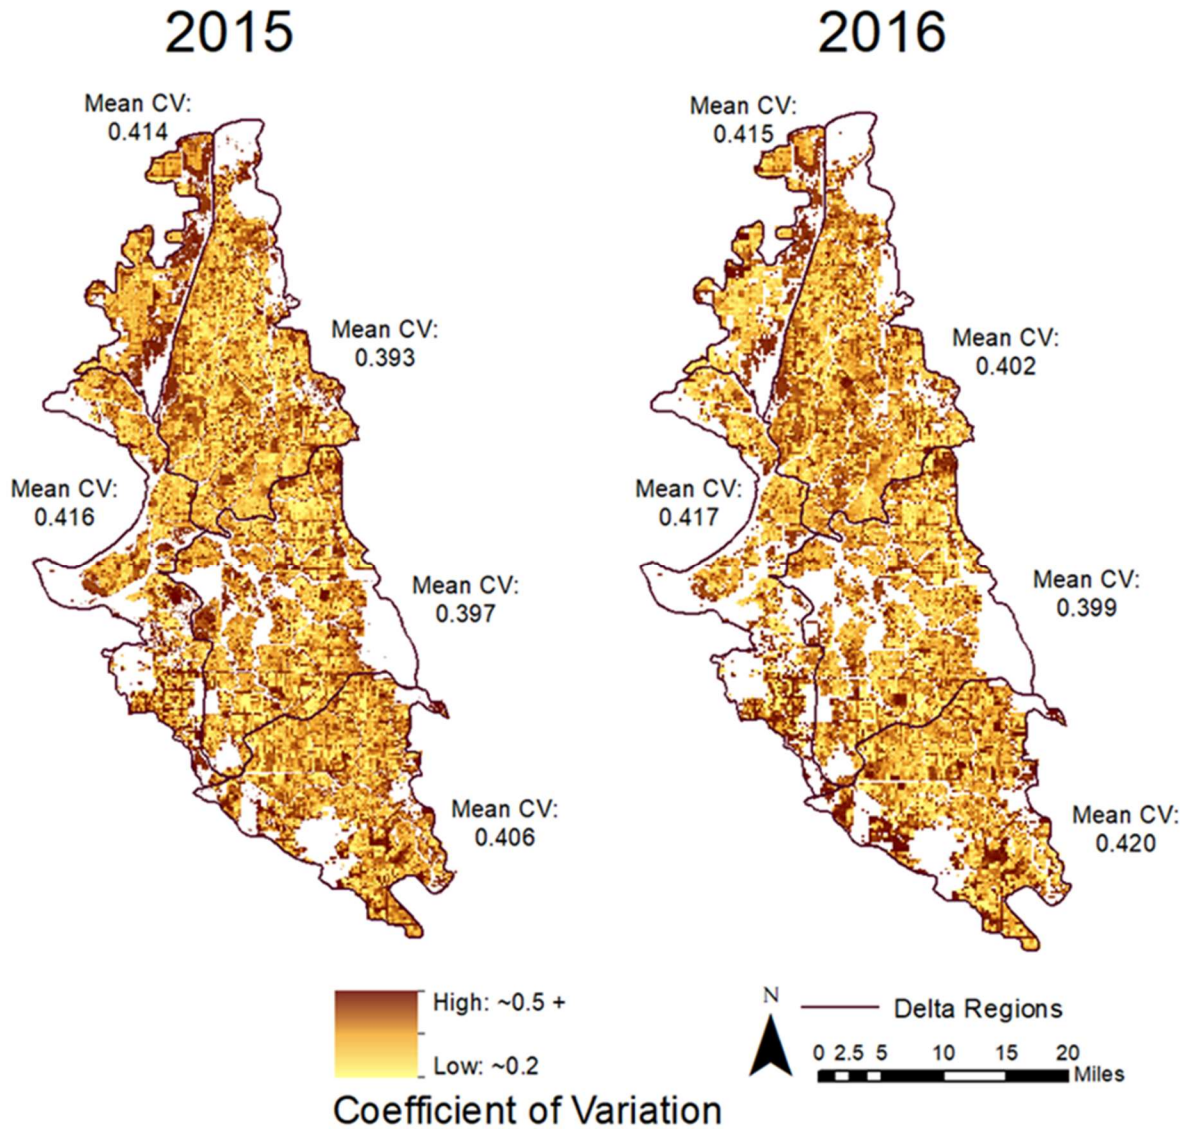 2015
2016
Mean CV:
0.414
Mean CV:
0.415
Mean CV:
0.393
Mean CV:
0.402
Mean CV:
0.416
Mean CV:
0.417
Mean CV:
0.397
Mean CV:
0.399
Mean CV:
0.406
Mean CV:
0.420
High: ~0.5 +
Low: ~0.2
Coefficient of Variation
N
Delta Regions
0 2.5 5 10 15 20
Miles